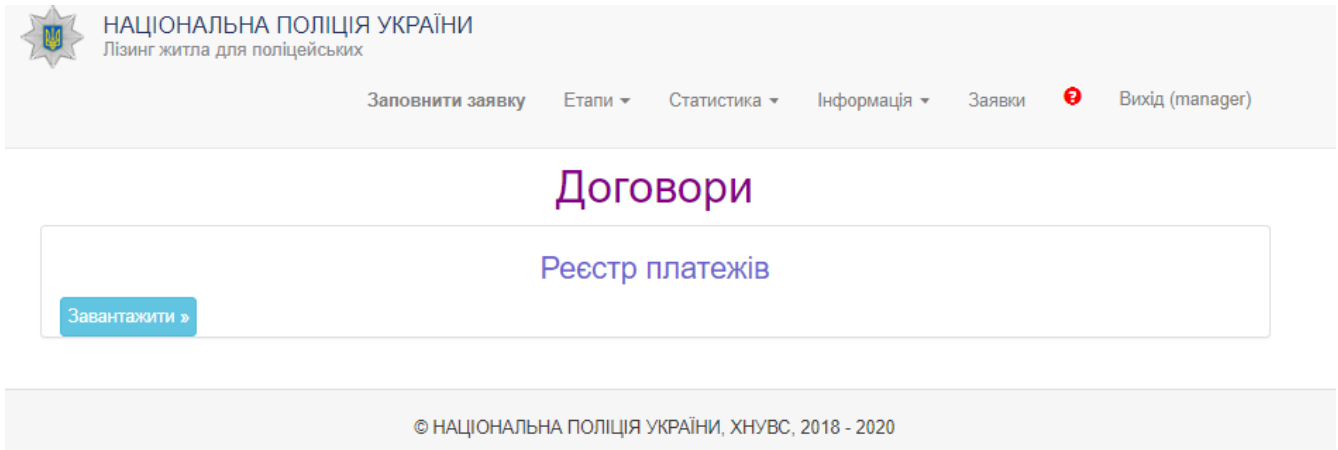 НАЦІОНАЛЬНА ПОЛІЦІЯ УКРАЇНИ
Лізинг житла для поліцейських
Заповнити заявку Етапи Статистика Інформація Заявки ? Вихід (manager)
Договори
Реєстр платежів
Завантажити »
© НАЦІОНАЛЬНА ПОЛІЦІЯ УКРАЇНИ, ХНУВС, 2018 - 2020